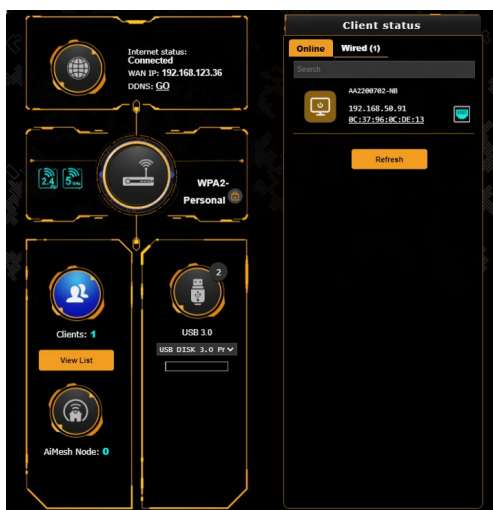 Internet status:
Connected
WAN IP: 192.168.123.36
DDNS: GO
2.4 GHz
5 GHz
WPA2-
Personal
Clients: 1
View List
AiMesh Node: 0
2
USB 3.0
USB DISK 3.0 Pr
Client status
Online
Wired (1)
Search
AA2200702-NB
192.168.50.91
0C:37:96:0C:DE:13
Refresh